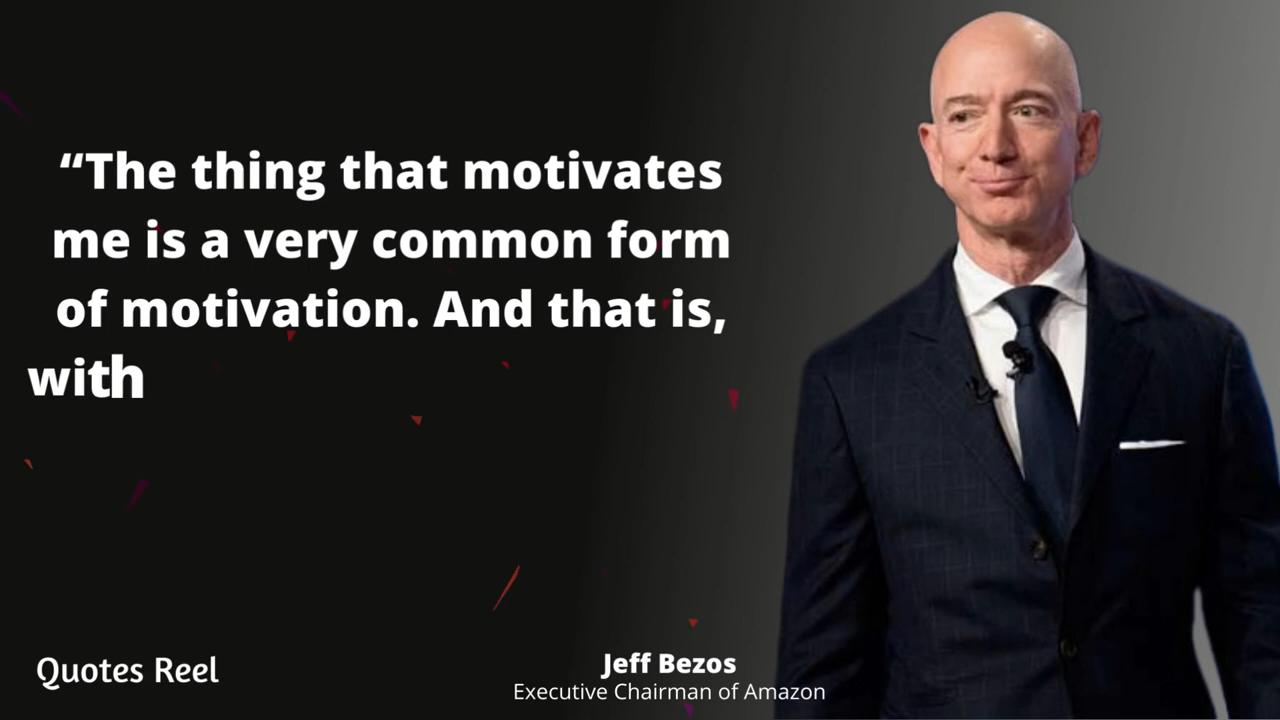 “The thing that motivates
me is a very common form
of motivation. And that is,
with
Quotes Reel
Jeff Bezos
Executive Chairman of Amazon